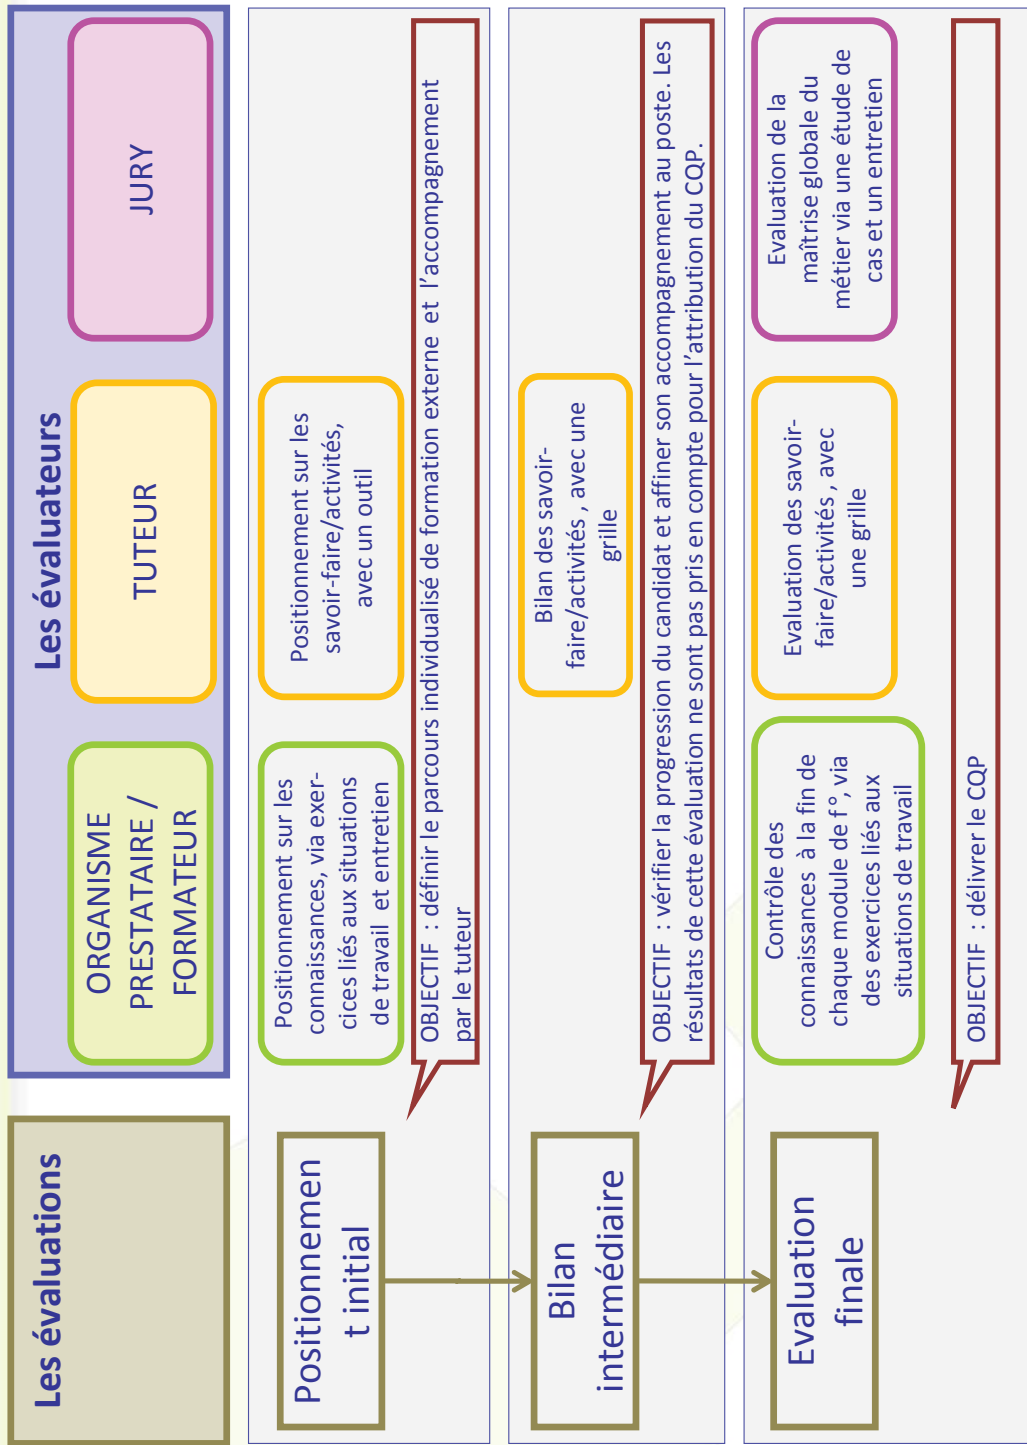 Les évaluations
Les évaluateurs
ORGANISME
PRESTATAIRE /
FORMATEUR
TUTEUR
JURY
Positionnemen
t initial
Positionnement sur les
connaissances, via exer-
cices liés aux situations
de travail et entretien
Positionnement sur les
savoir-faire/activités,
avec un outil
OBJECTIF : définir le parcours individualisé de formation externe et l’accompagnement
par le tuteur
Bilan
intermédiaire
Bilan des savoir-
faire/activités , avec une
grille
OBJECTIF : vérifier la progression du candidat et affiner son accompagnement au poste. Les
résultats de cette évaluation ne sont pas pris en compte pour l’attribution du CQP.
Evaluation
finale
Contrôle des
connaissances à la fin de
chaque module de f°, via
des exercices liés aux
situations de travail
Evaluation des savoir-
faire/activités , avec
une grille
Evaluation de la
maîtrise globale du
métier via une étude de
cas et un entretien
OBJECTIF : délivrer le CQP